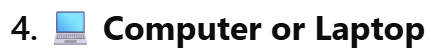 4. 💻 Computer or Laptop